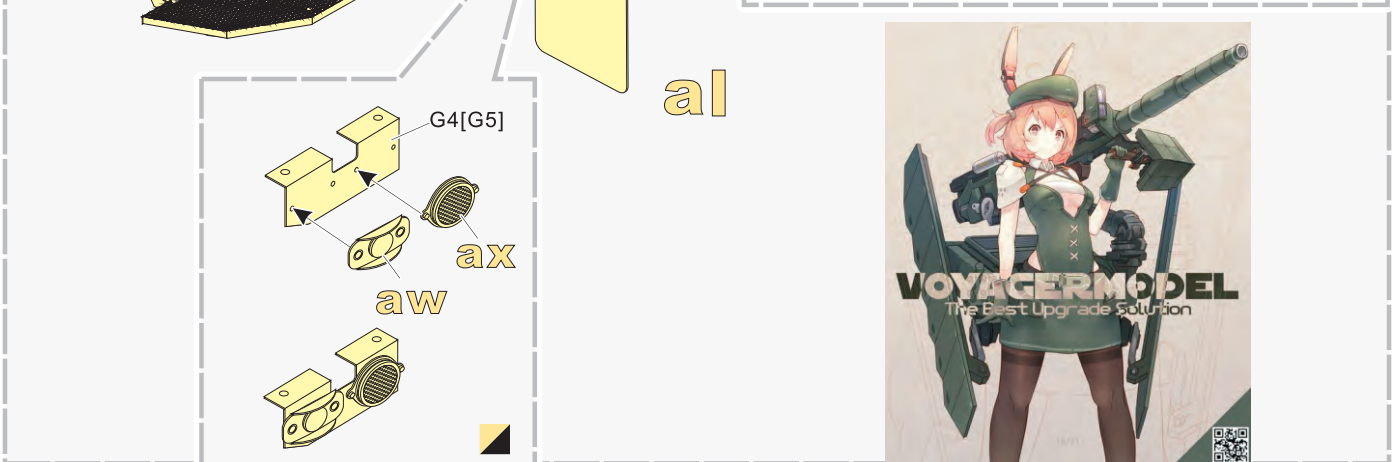 al
G4[G5]
ax
aw
VOYAGERMODEL
The Best Upgrade Solution